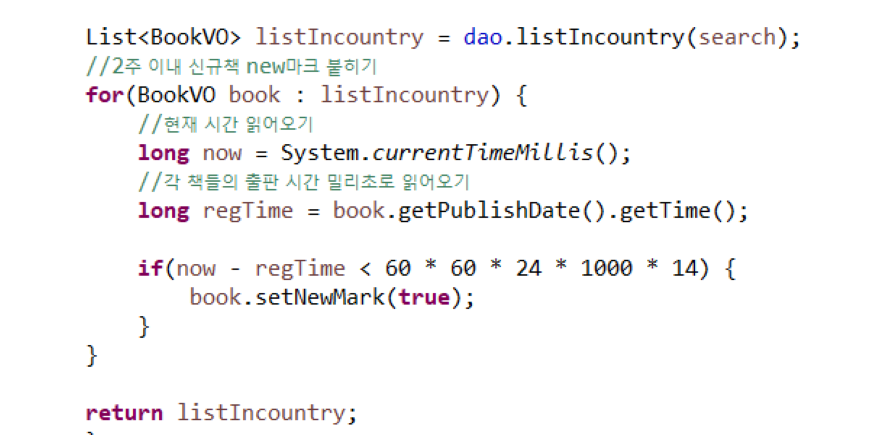 List<BookVO> listIncountry = dao.listIncountry(search);
//2주 이내 신규책 new마크 붙히기
for(BookVO book : listIncountry) {
//현재 시간 읽어오기
long now = System.currentTimeMillis();
//각 책들의 출판 시간 밀리초로 읽어오기
long regTime = book.getPublishDate().getTime();
if(now - regTime < 60 * 60 * 24 * 1000 * 14) {
book.setNewMark(true);
}
}
return listIncountry;